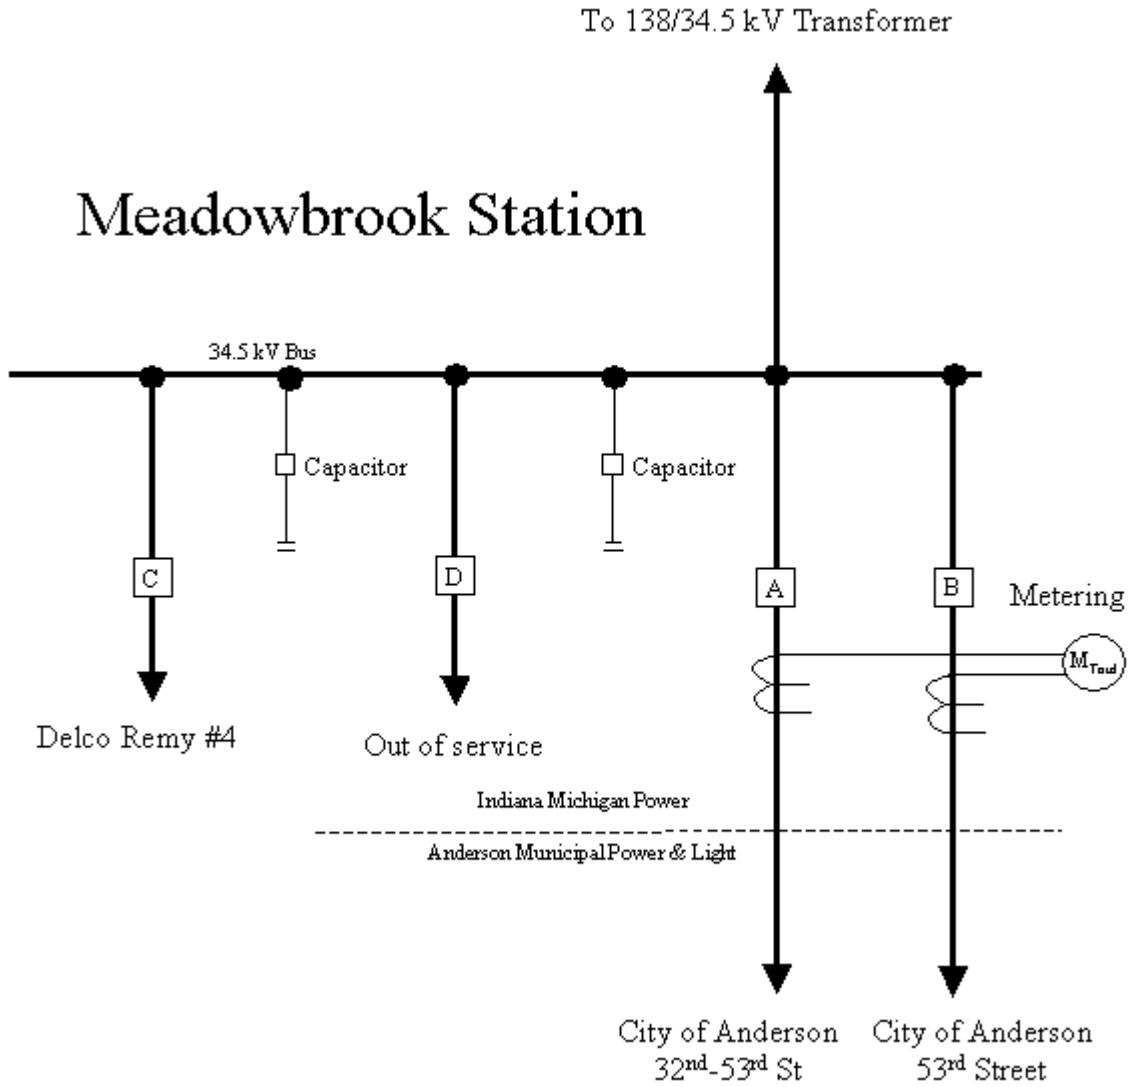 To 138/34.5 kV Transformer
Meadowbrook Station
34.5 kV Bus
Capacitor
Capacitor
C
D
A
B
Metering
M
Delco Remy #4
Out of service
Indiana Michigan Power
Anderson Municipal Power & Light
City of Anderson
32nd-53rd St
City of Anderson
53rd Street